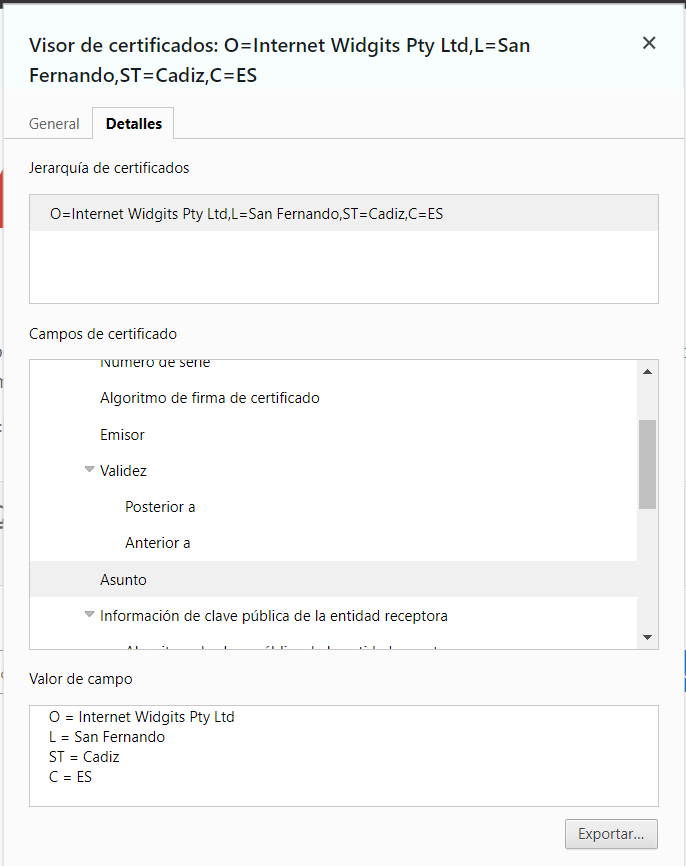 Visor de certificados: O=Internet Widgits Pty Ltd,L=San
Fernando,ST=Cadiz,C=ES
General
Detalles
Jerarquía de certificados
O=Internet Widgits Pty Ltd,L=San Fernando,ST=Cadiz,C=ES
Campos de certificado
Número de serie
Algoritmo de firma de certificado
Emisor
Validez
Posterior a
Anterior a
Asunto
Información de clave pública de la entidad receptora
Valor de campo
O = Internet Widgits Pty Ltd
L = San Fernando
ST = Cadiz
C = ES
Exportar...